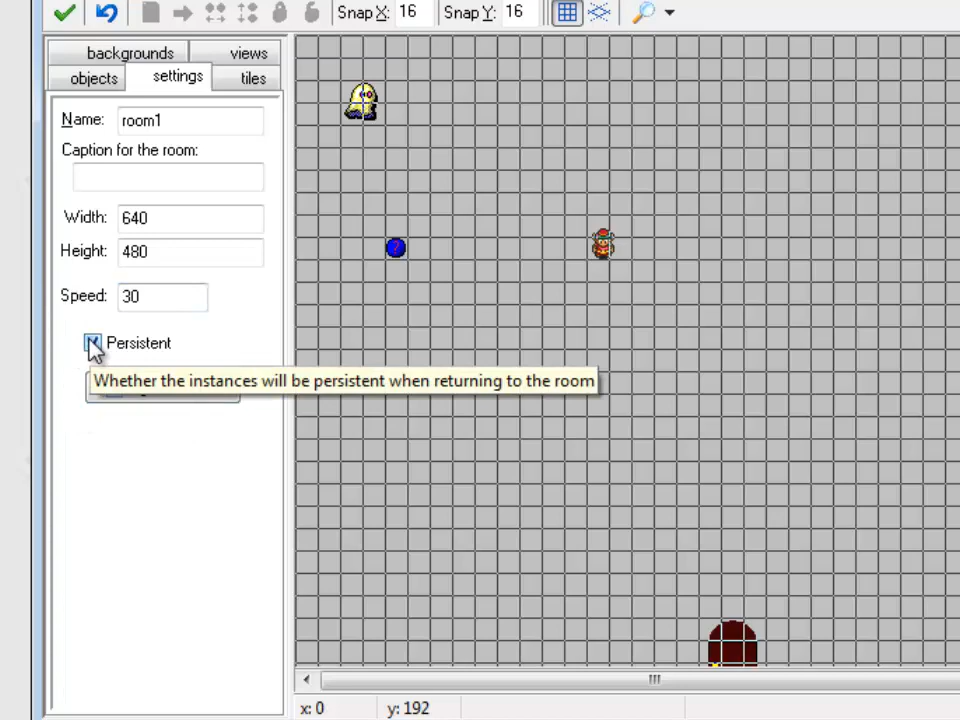 Snap X: 16 Snap Y: 16
backgrounds views
objects settings tiles
Name: room1
Caption for the room:
Width: 640
Height: 480
Speed: 30
Persistent
Whether the instances will be persistent when returning to the room
?
x: 0 y: 192